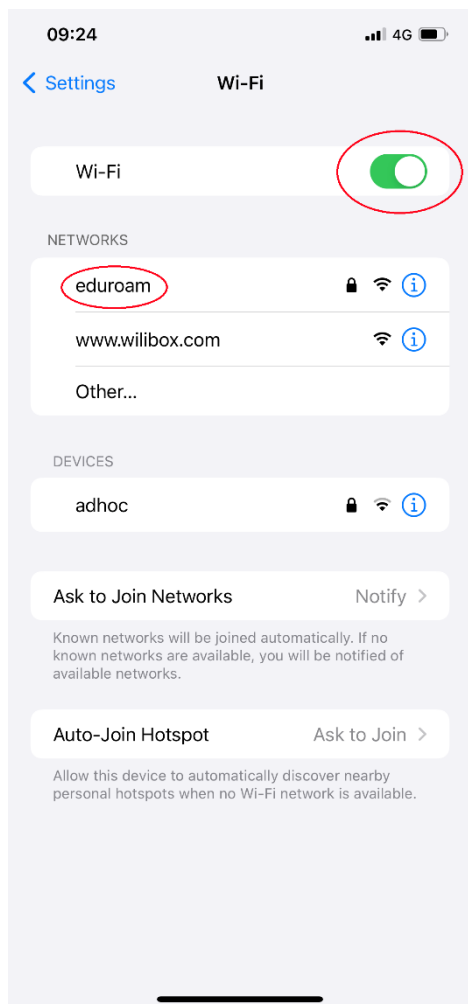 09:24 4G
Settings Wi-Fi
Wi-Fi
NETWORKS
eduroam
www.wilibox.com
Other...
DEVICES
adhoc
Ask to Join Networks Notify
Known networks will be joined automatically. If no
known networks are available, you will be notified of
available networks.
Auto-Join Hotspot Ask to Join
Allow this device to automatically discover nearby
personal hotspots when no Wi-Fi network is available.